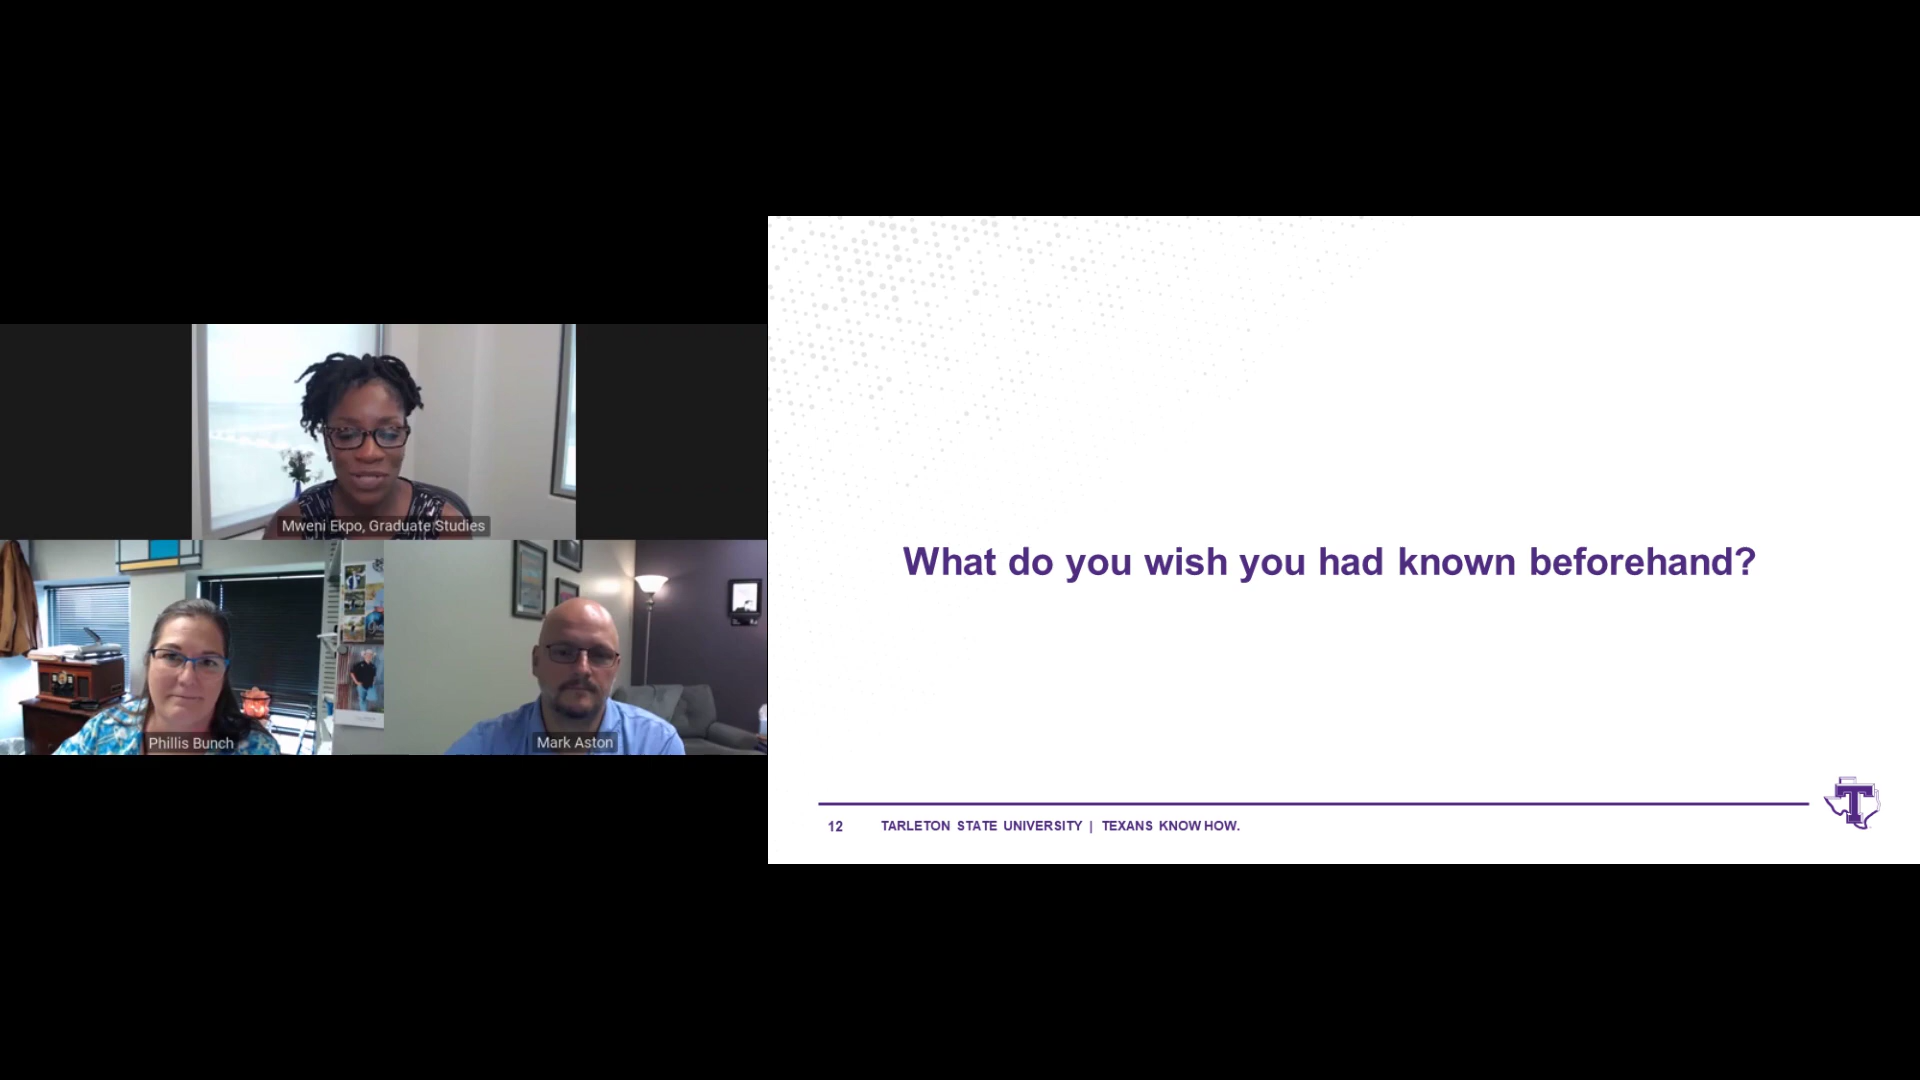 Mweni Ekpo, Graduate Studies
Phillis Bunch
Mark Aston
What do you wish you had known beforehand?
12 TARLETON STATE UNIVERSITY | TEXANS KNOW HOW.
T